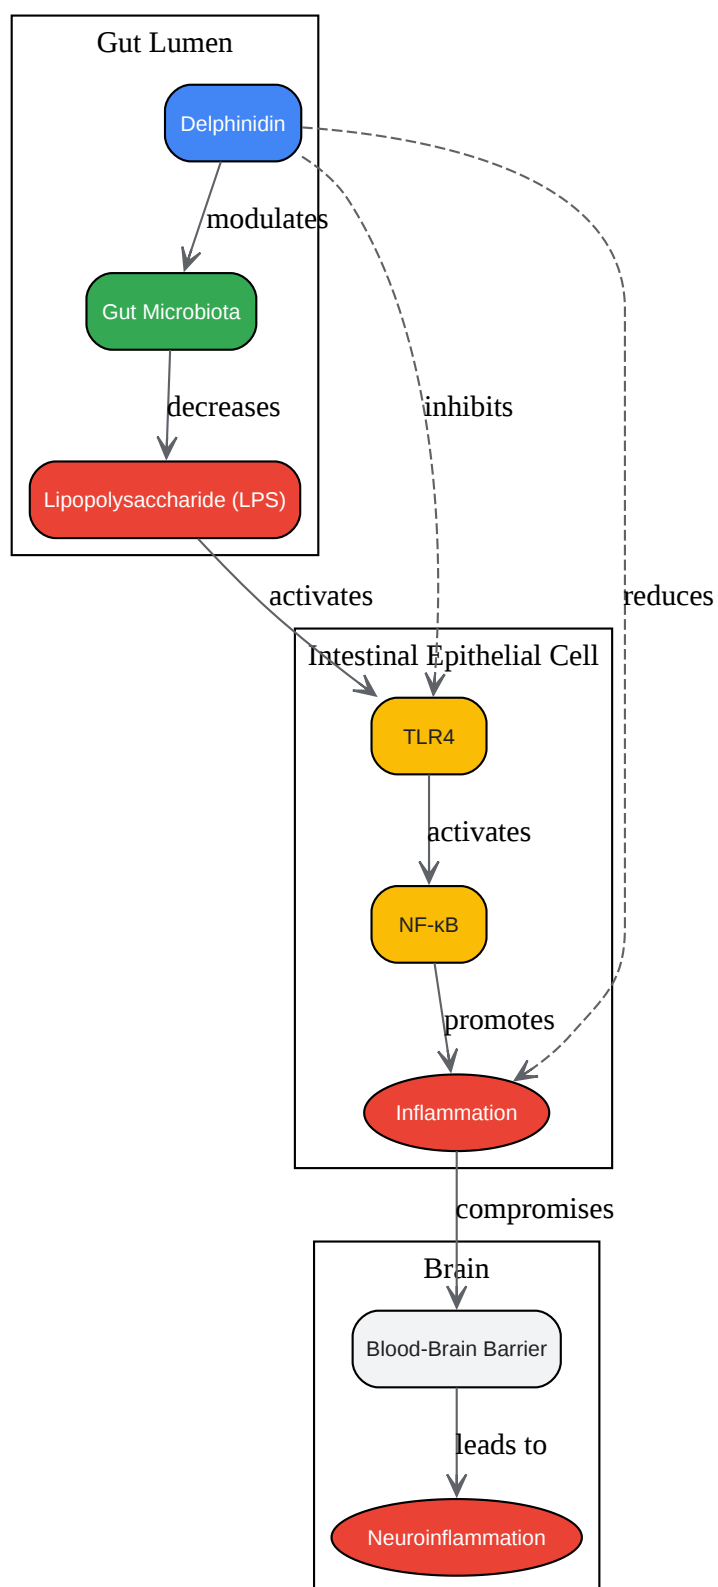 Gut Lumen
Delphinidin
modulates
Gut Microbiota
decreases
inhibits
Lipopolysaccharide (LPS)
activates
reduces
Intestinal Epithelial Cell
TLR4
activates
NF-κB
promotes
Inflammation
compromises
Brain
Blood-Brain Barrier
leads to
Neuroinflammation